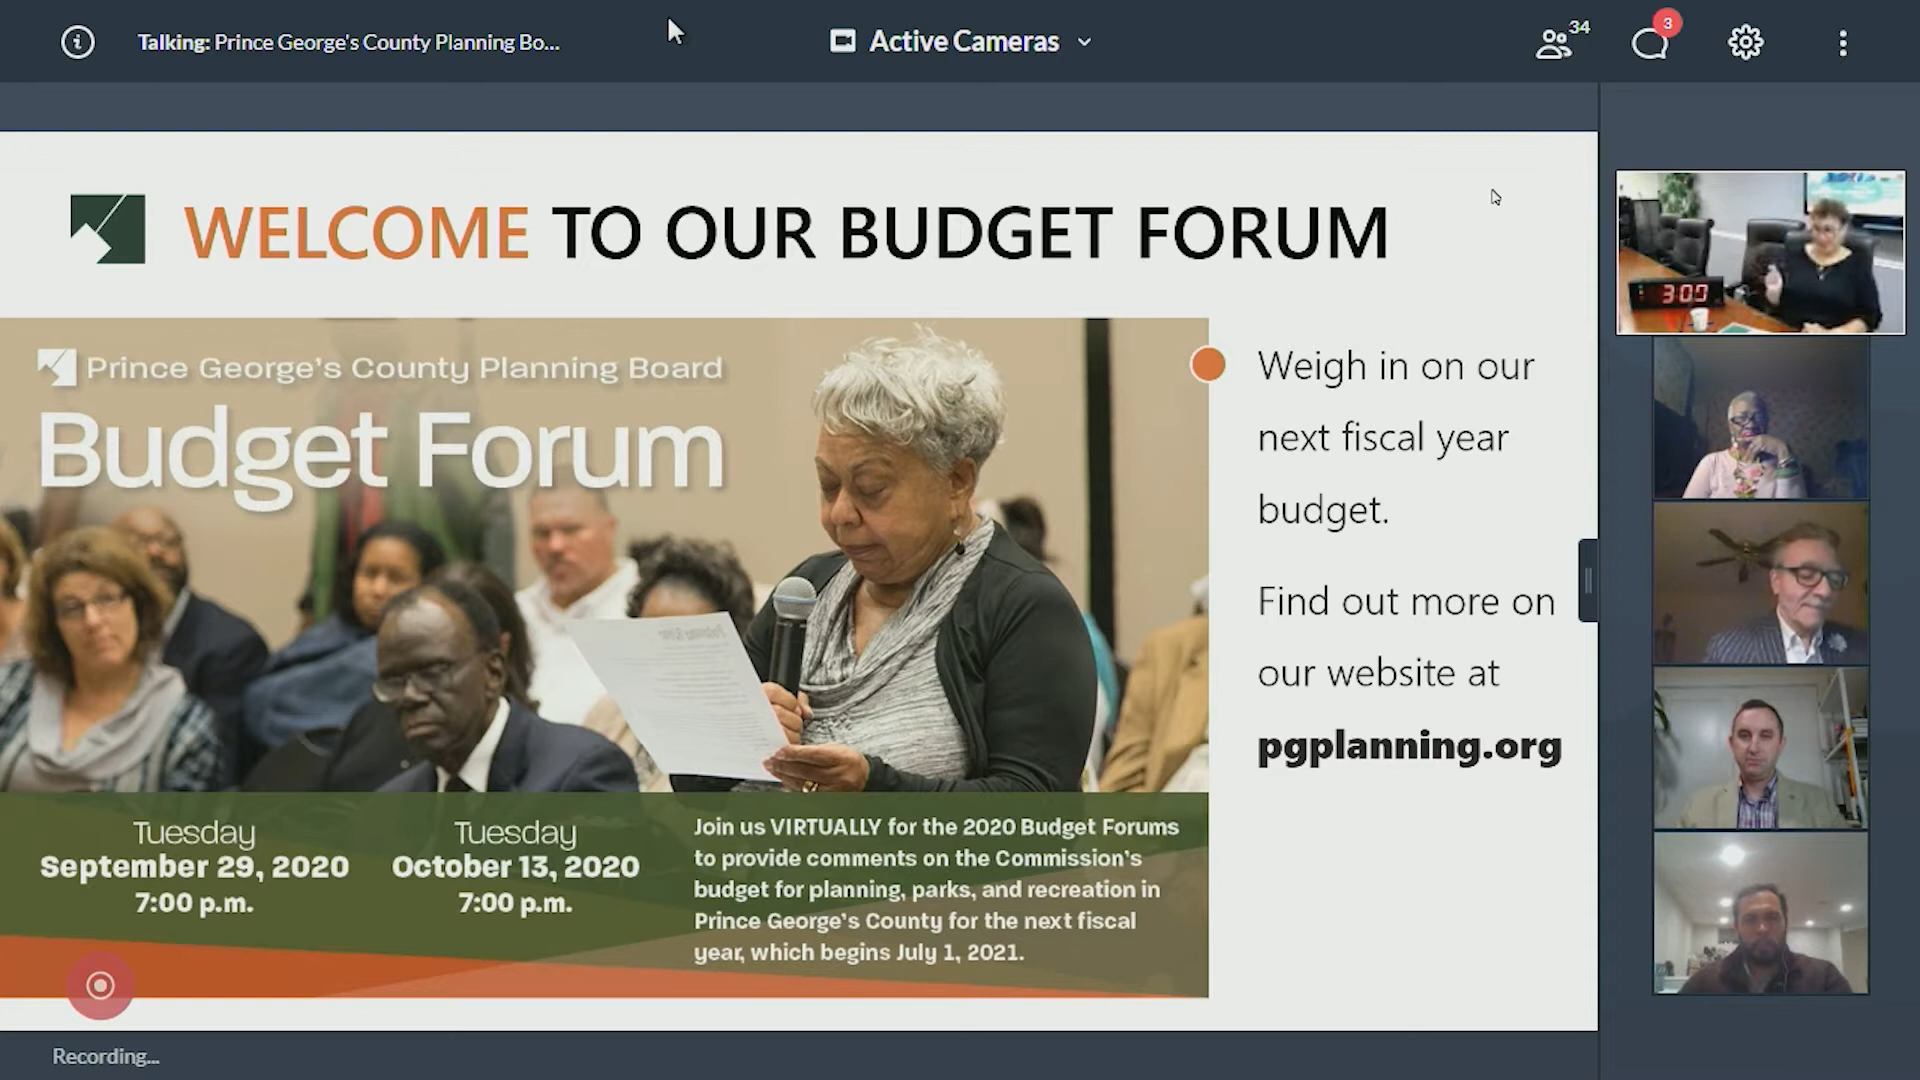 Talking: Prince George's County Planning Bo...
Active Cameras
34
3
WELCOME TO OUR BUDGET FORUM
Prince George's County Planning Board
Budget Forum
Tuesday
September 29, 2020
7:00 p.m.
Tuesday
October 13, 2020
7:00 p.m.
Join us VIRTUALLY for the 2020 Budget Forums
to provide comments on the Commission's
budget for planning, parks, and recreation in
Prince George's County for the next fiscal
year, which begins July 1, 2021.
Weigh in on our
next fiscal year
budget.
Find out more on
our website at
pgplanning.org
3:00
Recording...